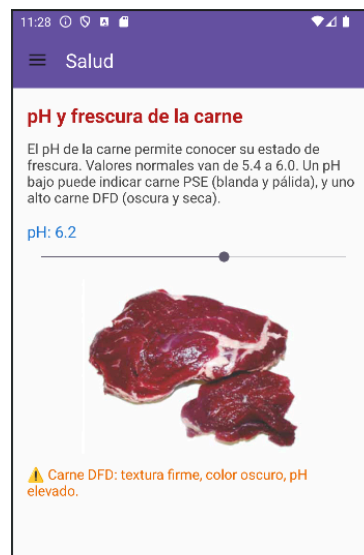 11:28
Salud
pH y frescura de la carne
El pH de la carne permite conocer su estado de
frescura. Valores normales van de 5.4 a 6.0. Un pH
bajo puede indicar carne PSE (blanda y pálida), y uno
alto carne DFD (oscura y seca).
pH: 6.2
⚠️ Carne DFD: textura firme, color oscuro, pH
elevado.